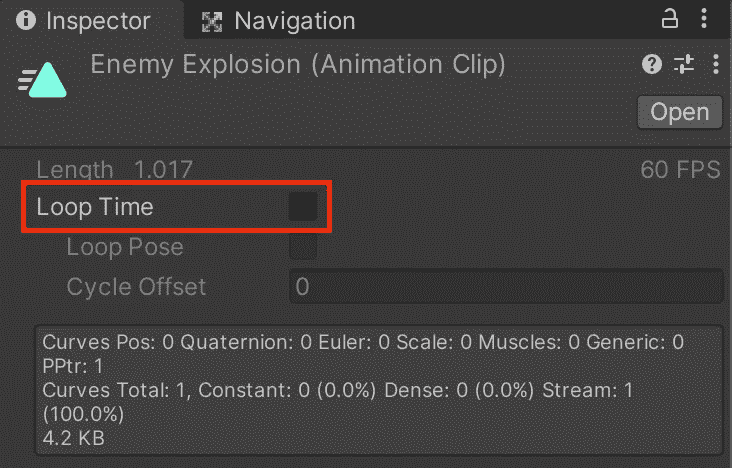 Inspector
Navigation
Enemy Explosion (Animation Clip)
Open
Length 1.017 60 FPS
Loop Time
Loop Pose
Cycle Offset 0
Curves Pos: 0 Quaternion: 0 Euler: 0 Scale: 0 Muscles: 0 Generic: 0
PPtr: 1
Curves Total: 1, Constant: 0 (0.0%) Dense: 0 (0.0%) Stream: 1
(100.0%)
4.2 KB